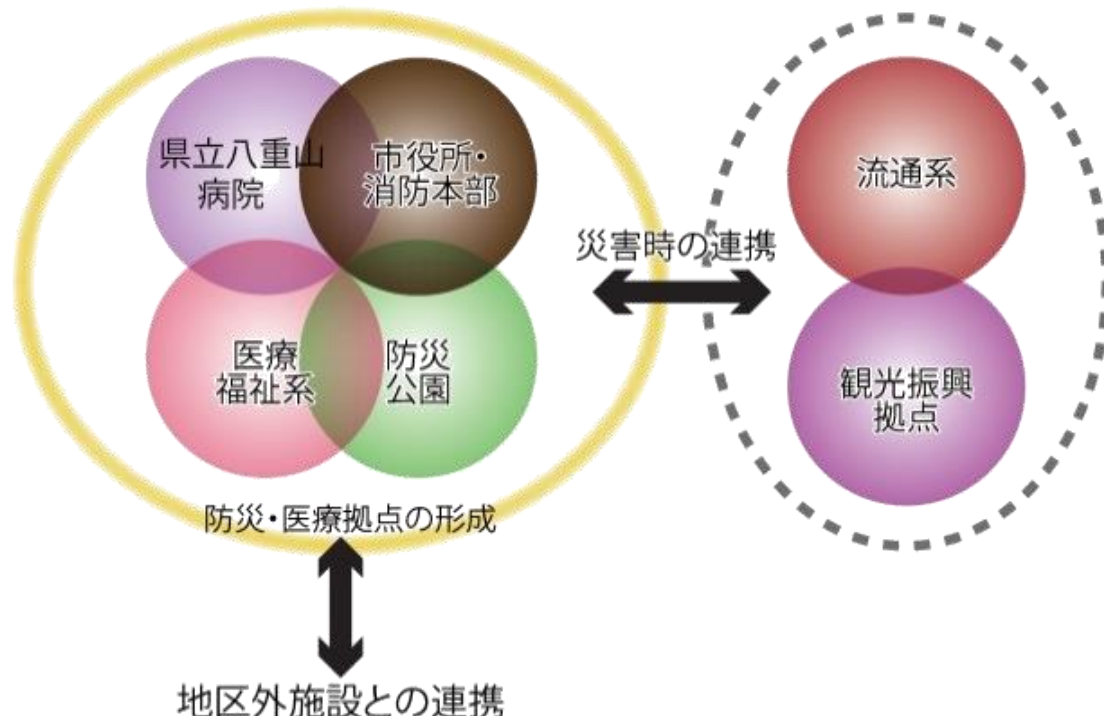 県立八重山
病院
市役所・
消防本部
医療
福祉系
防災
公園
防災・医療拠点の形成
災害時の連携
流通系
観光振興
拠点
地区外施設との連携